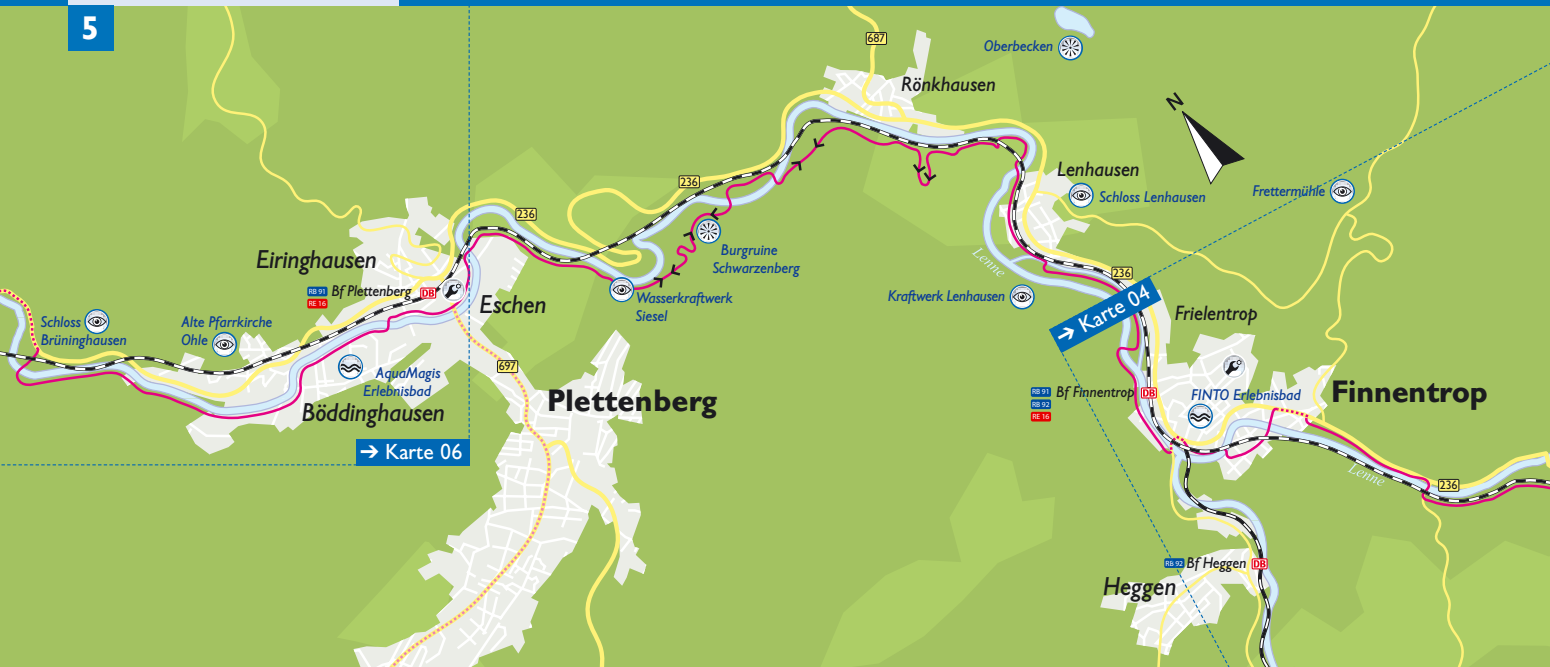 5
687
Oberbecken
Rönkhausen
N
Lenhausen
Schloss Lenhausen
Frettermühle
236
236
Eiringhausen
Burgruine
Schwarzenberg
RB 91
RE 16
Bf Plettenberg
DB
Eschen
Wasserkraftwerk
Siesel
Lenne
236
Kraftwerk Lenhausen
→ Karte 04
Frielentrop
Schloss
Brüninghausen
Alte Pfarrkirche
Ohle
AquaMagis
Erlebnisbad
Böddinghausen
697
Plettenberg
RB 91
RB 92
RE 16
Bf Finnentrop
DB
FINTO Erlebnisbad
Finnentrop
→ Karte 06
Lenne
236
RB 92
Bf Heggen
DB
Heggen